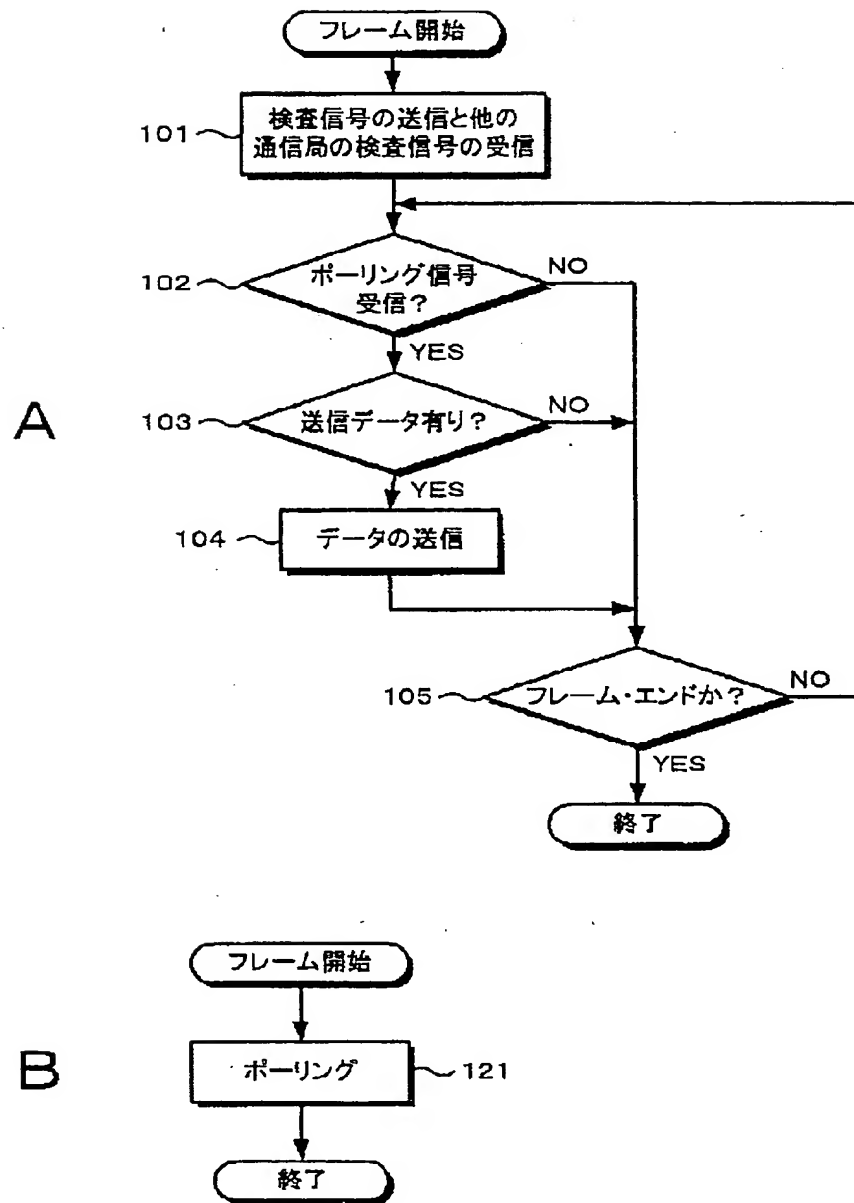 フレーム開始
101
検査信号の送信と他の
通信局の検査信号の受信
102
ポーリング信号
受信?
NO
YES
A
103
送信データ有り?
NO
YES
104
データの送信
105
フレーム・エンドか?
NO
YES
終了
フレーム開始
B
ポーリング
121
終了